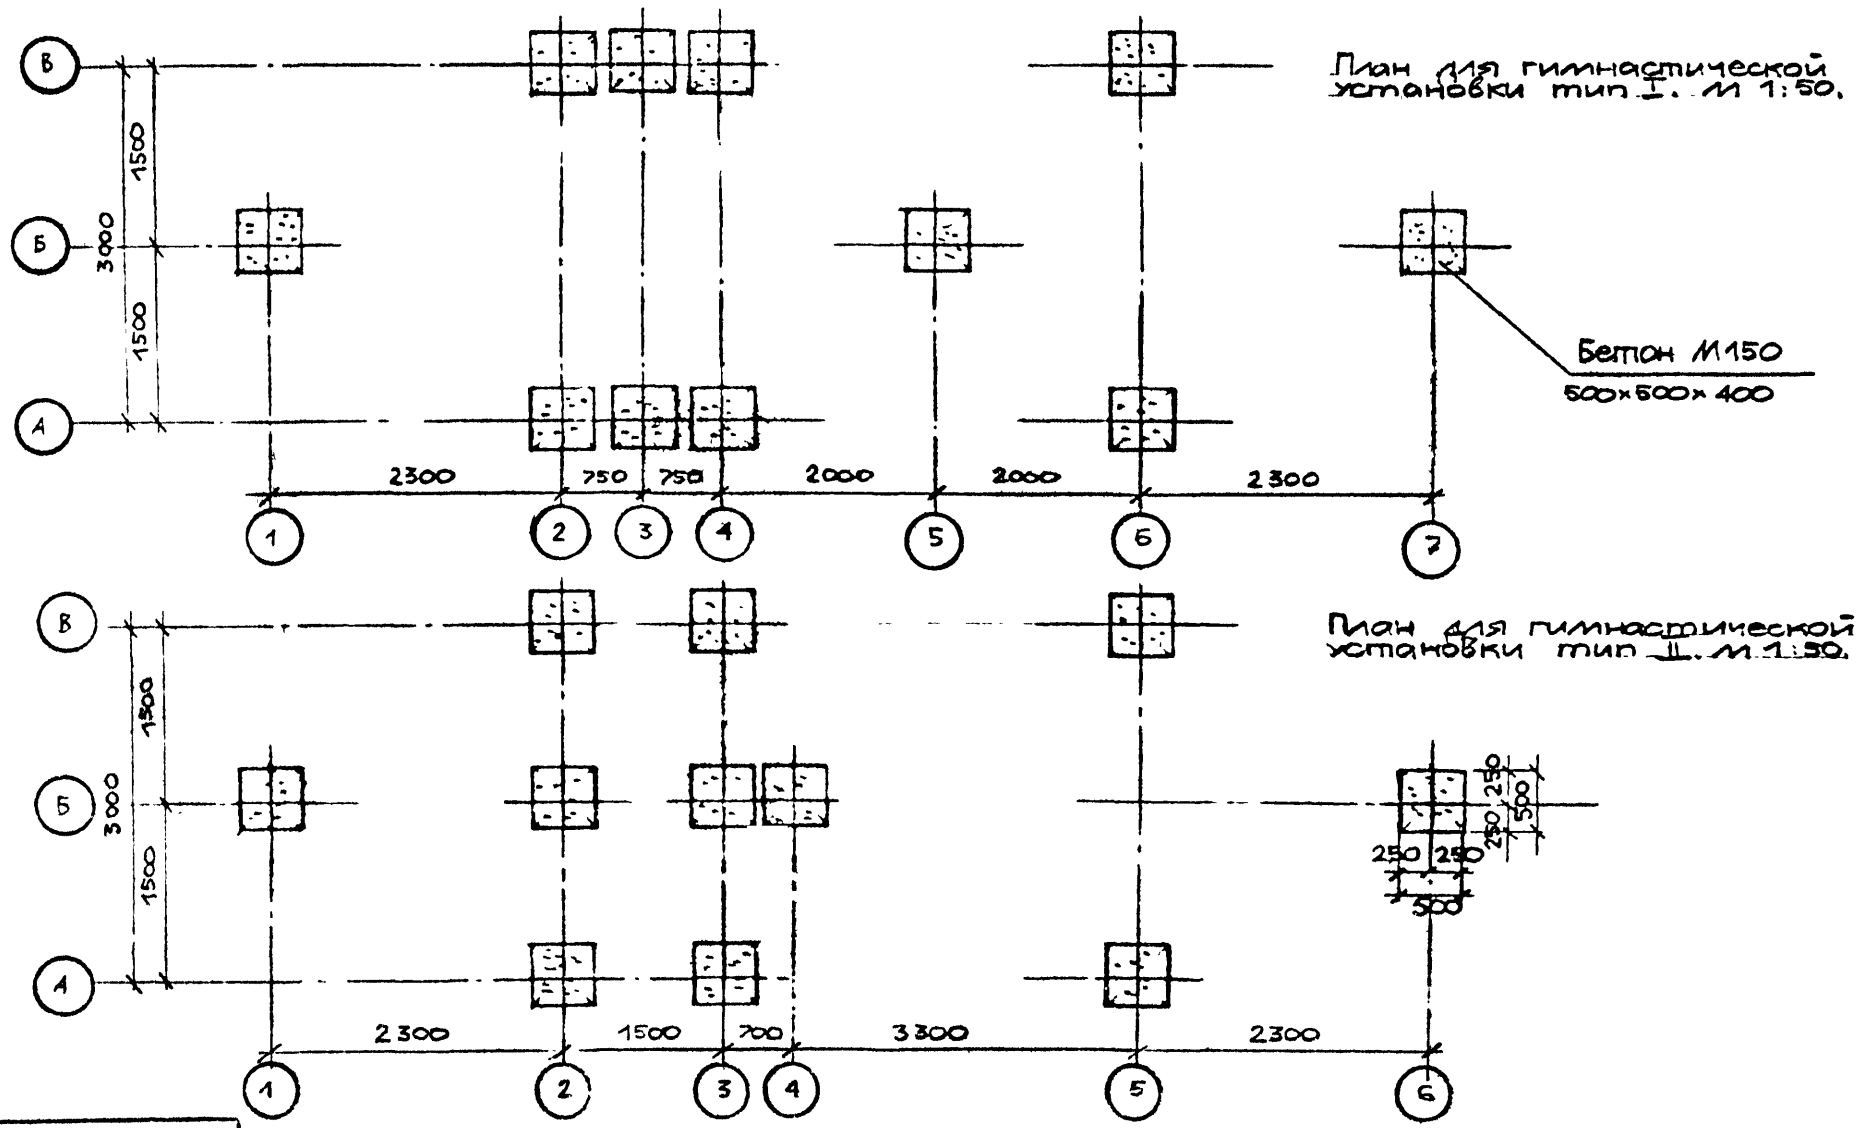 В
План для гимнастической
установки тип I. М 1:50.
1500
Б
3000
1500
Бетон М150
500×500×400
А
2300 750 750 2000 2000 2300
1 2 3 4 5 6 7
В
План для гимнастической
установки тип II. М 1:50.
1500
Б
3000
250
500
250
250 250
500
1500
А
2300 1500 700 3300 2300
1 2 3 4 5 6